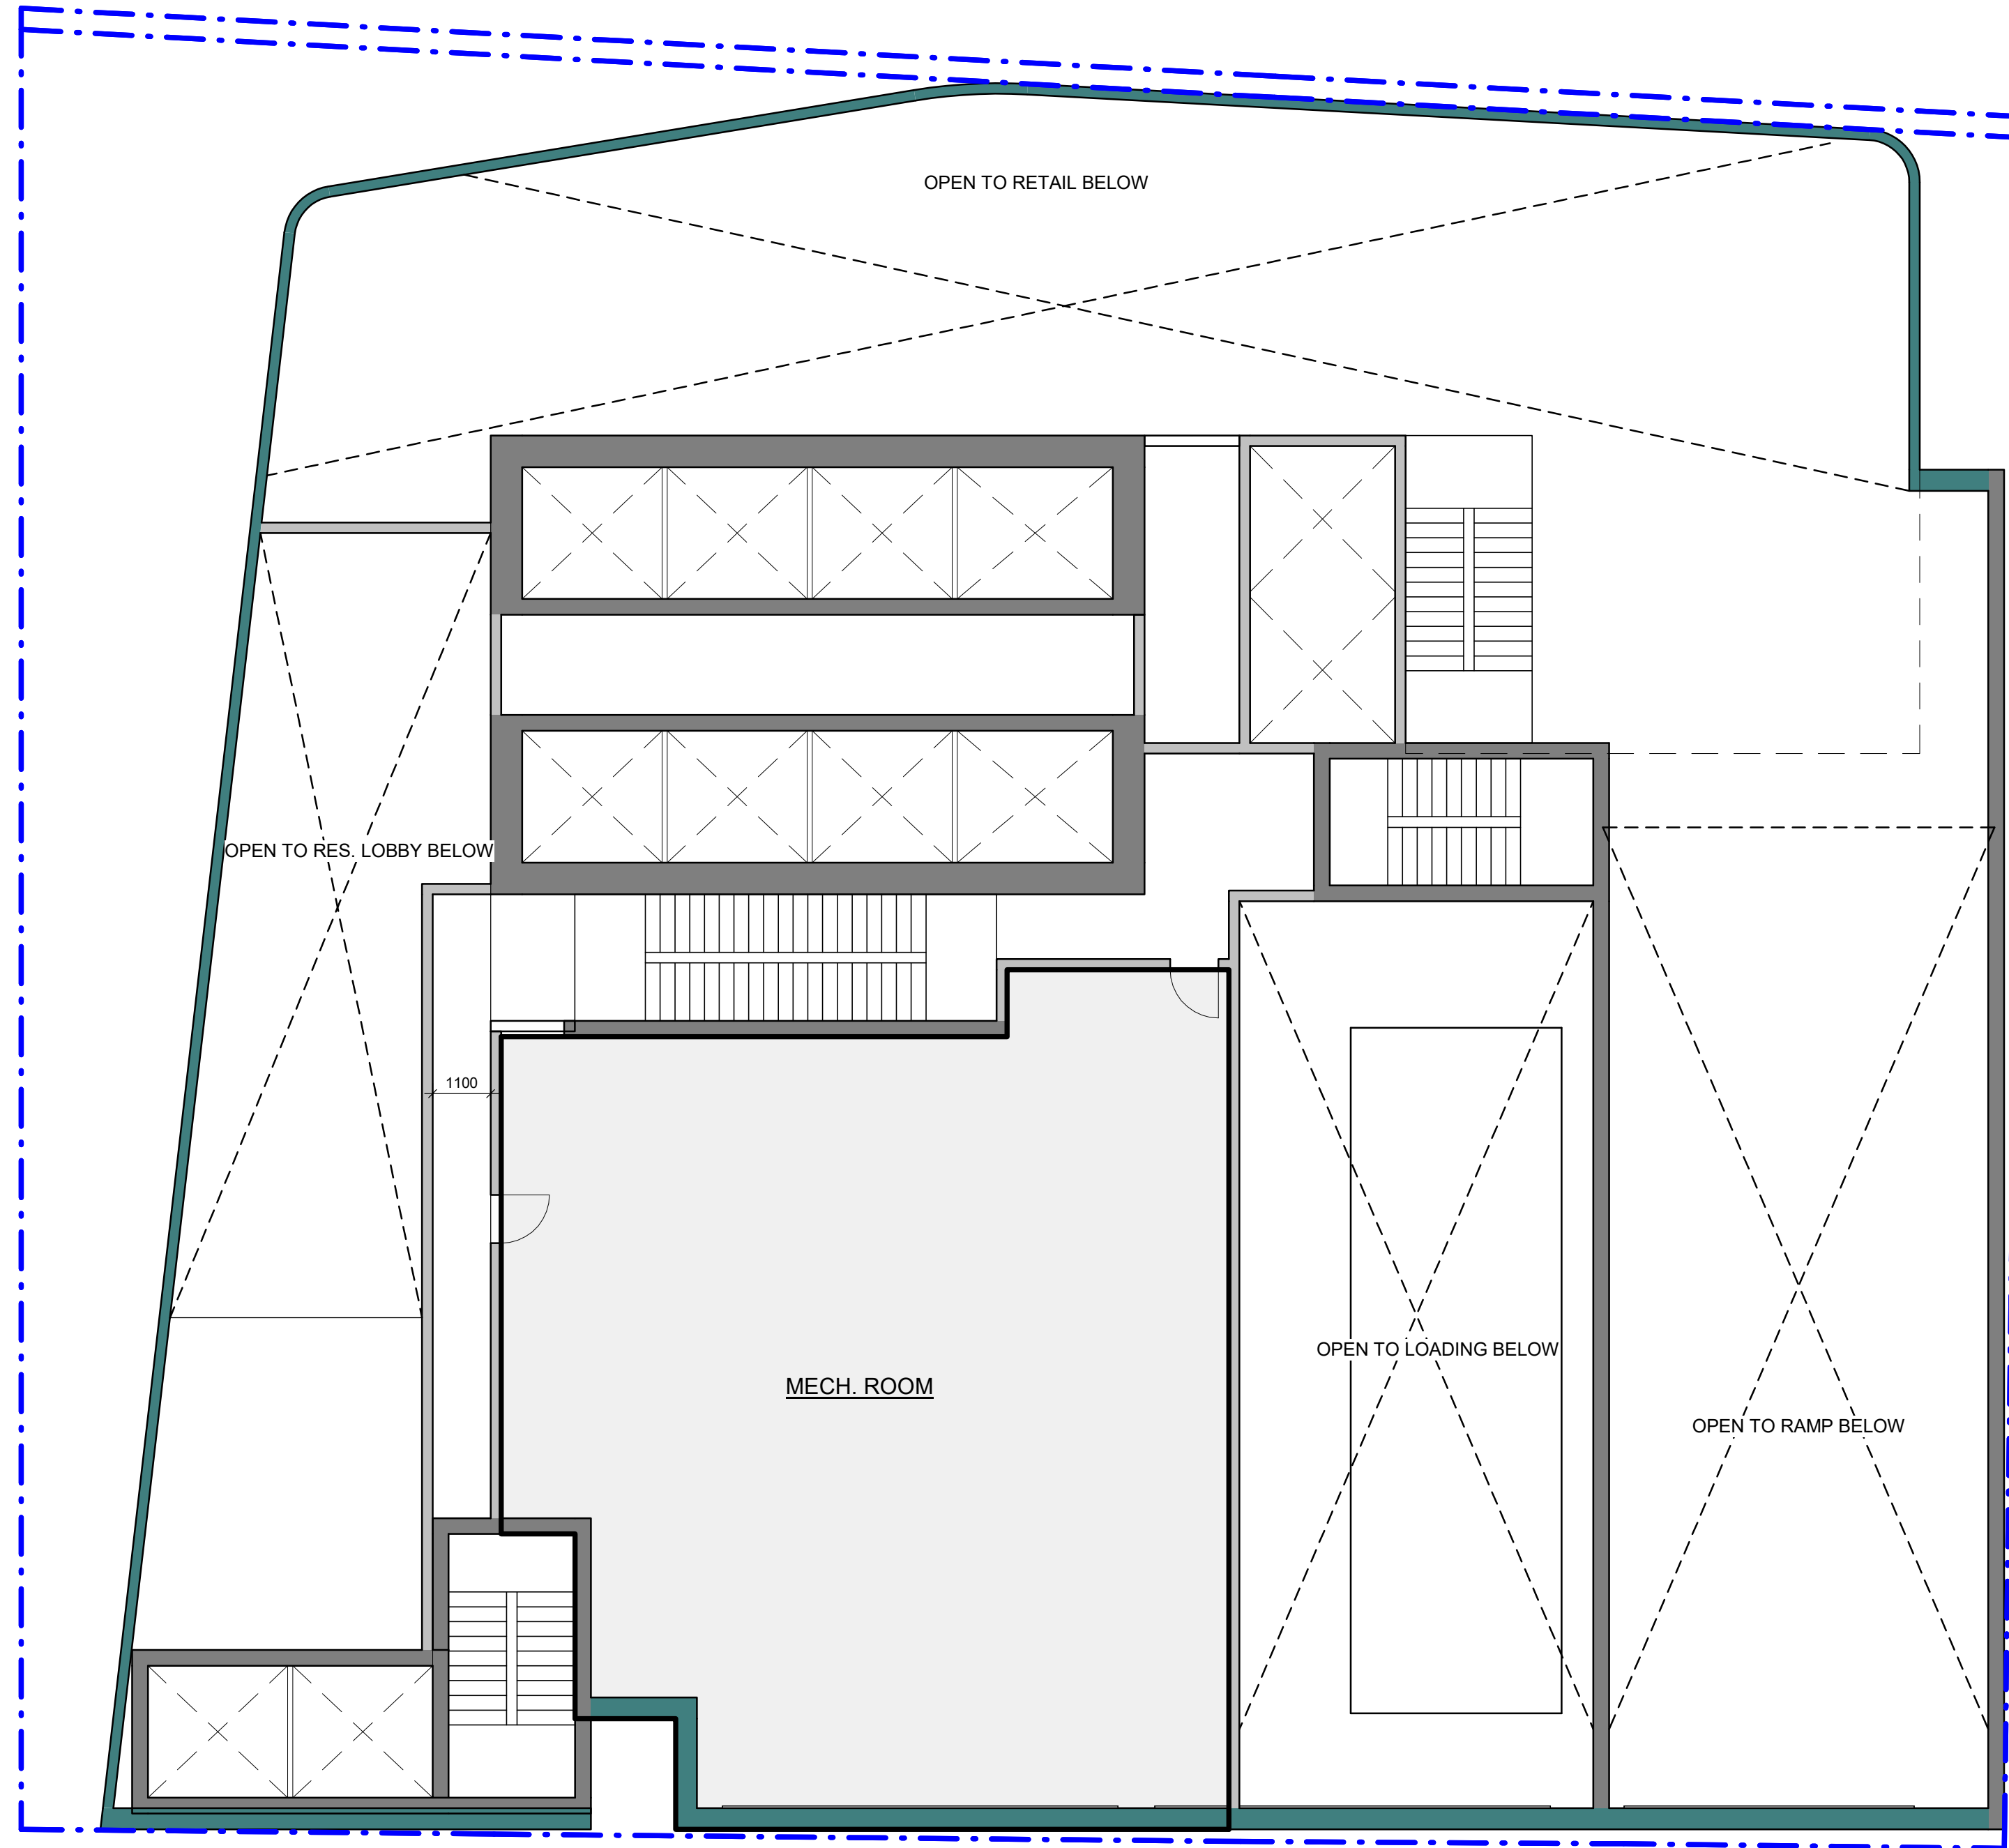 OPEN TO RETAIL BELOW
OPEN TO RES. LOBBY BELOW
1100
OPEN TO LOADING BELOW
MECH. ROOM
OPEN TO RAMP BELOW